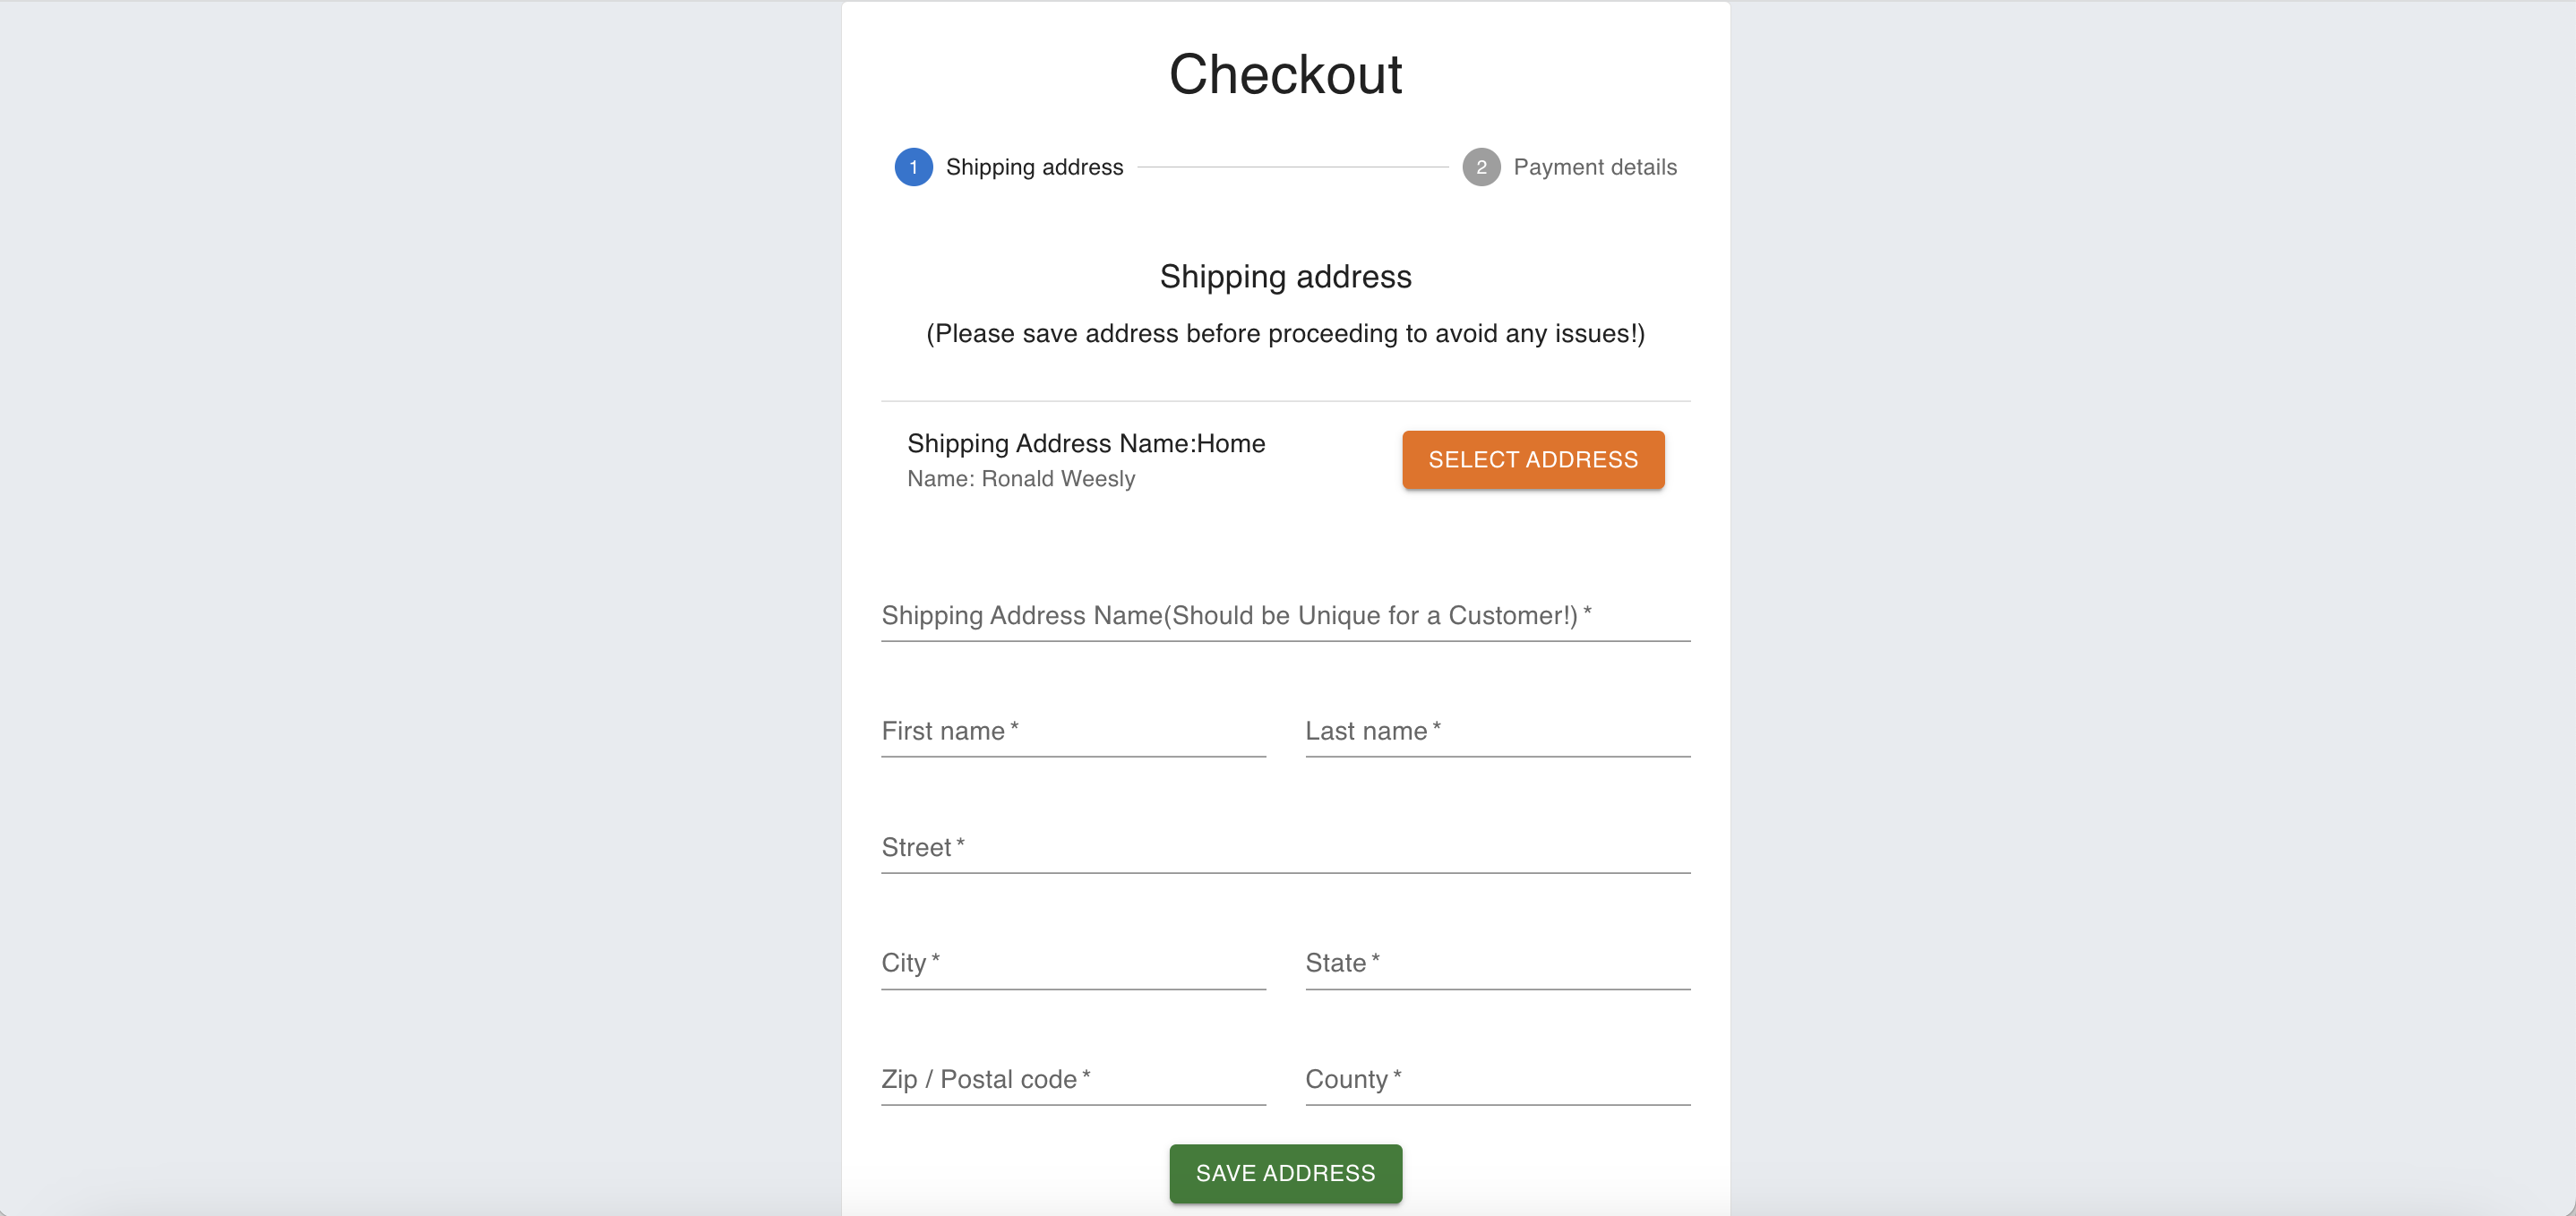 Checkout
1 Shipping address 2 Payment details
Shipping address
(Please save address before proceeding to avoid any issues!)
Shipping Address Name:Home
Name: Ronald Weesly
SELECT ADDRESS
Shipping Address Name(Should be Unique for a Customer!) *
First name * Last name *
Street *
City * State *
Zip / Postal code * County *
SAVE ADDRESS